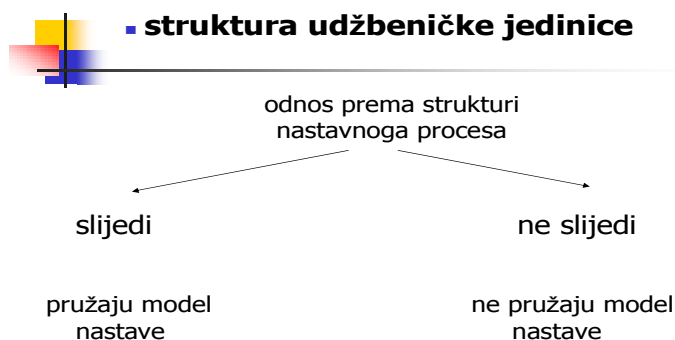 struktura udžbeničke jedinice
odnos prema strukturi
nastavnoga procesa
slijedi
ne slijedi
pružaju model
nastave
ne pružaju model
nastave